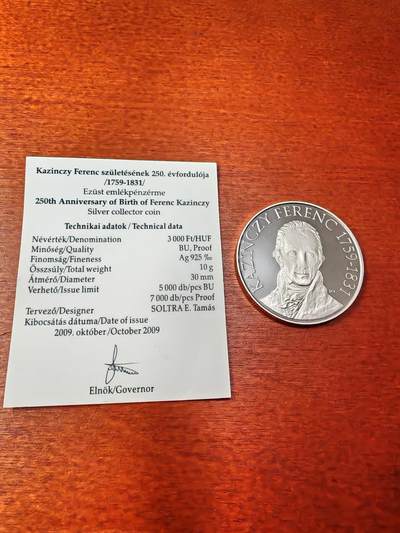 Kazinczy Ferenc születésének 250. évfordulója
/1759-1831/
Ezüst emlékpénzérme
250th Anniversary of Birth of Ferenc Kazinczy
Silver collector coin
Technikai adatok / Technical data
Névérték/Denomination 3 000 Ft/HUF
Minőség/Quality BU, Proof
Finomság/Fineness Ag 925 ‰
Összsúly/Total weight 10 g
Átmérő/Diameter 30 mm
Verhető/Issue limit 5 000 db/pcs BU
7 000 db/pcs Proof
Tervező/Designer SOLTRA E. Tamás
Kibocsátás dátuma/Date of issue
2009. október/October 2009
Elnök/Governor
KAZINCZY FERENC 1759-1831